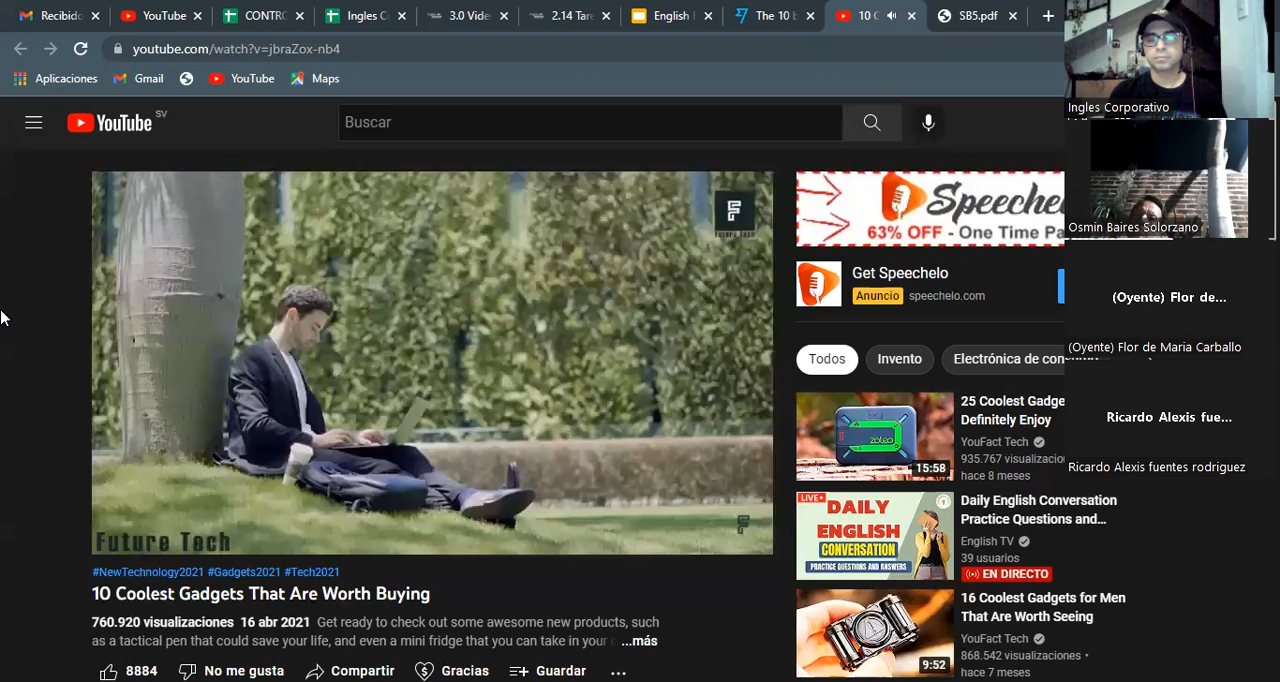 Recibido
YouTube
CONTRO
Ingles C
3.0 Vide
2.14 Tar
English
The 10
10 C
SB5.pdf
youtube.com/watch?v=jbraZox-nb4
Aplicaciones
Gmail
YouTube
Maps
YouTube SV
Buscar
Future Tech
Future Tech
#NewTechnology2021 #Gadgets2021 #Tech2021
10 Coolest Gadgets That Are Worth Buying
760.920 visualizaciones 16 abr 2021 Get ready to check out some awesome new products, such
as a tactical pen that could save your life, and even a mini fridge that you can take in your ...más
8884
No me gusta
Compartir
Gracias
Guardar
Speeche
63% OFF - One Time Pa
Get Speechelo
Anuncio speechelo.com
Todos
Invento
Electrónica de con
zoleo
15:58
25 Coolest Gadge
Definitely Enjoy
YouFact Tech
935.767 visualizacio
hace 8 meses
LIVE
DAILY
ENGLISH
CONVERSATION
PRACTICE QUESTIONS AND ANSWERS
Daily English Conversation
Practice Questions and...
English TV
39 usuarios
EN DIRECTO
9:52
16 Coolest Gadgets for Men
That Are Worth Seeing
YouFact Tech
868.542 visualizaciones •
hace 7 meses
Ingles Corporativo
Osmin Baires Solorzano
(Oyente) Flor de...
(Oyente) Flor de Maria Carballo
Ricardo Alexis fue...
Ricardo Alexis fuentes rodriguez